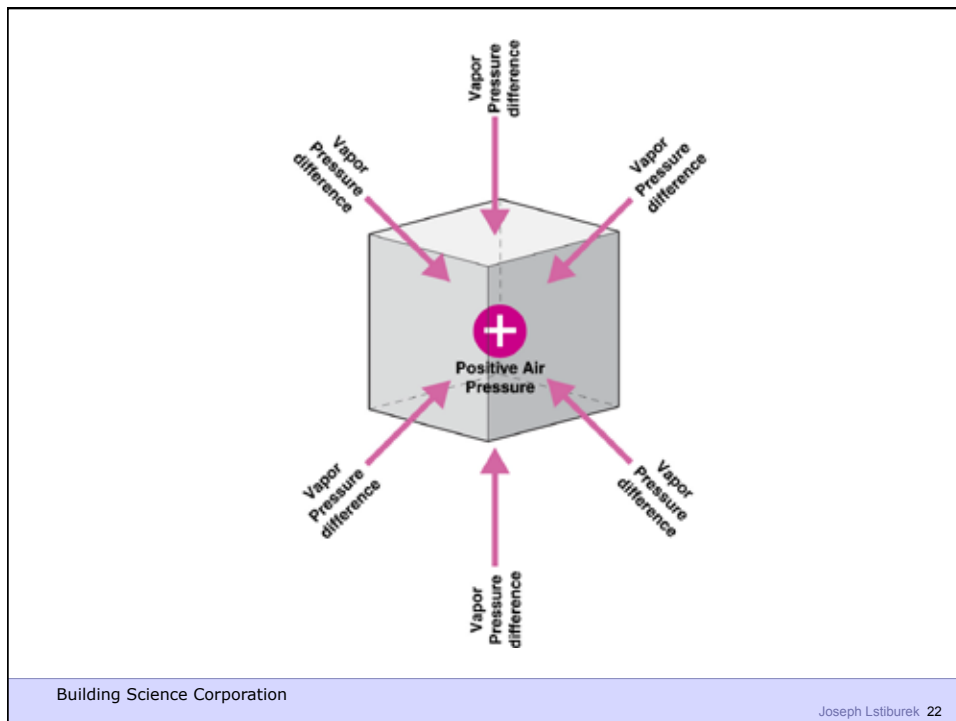 Vapor
Pressure
difference
Vapor
Pressure
difference
Vapor
Pressure
difference
Positive Air
Pressure
Vapor
Pressure
difference
Vapor
Pressure
difference
Vapor
Pressure
difference
Building Science Corporation
Joseph Lstiburek 22